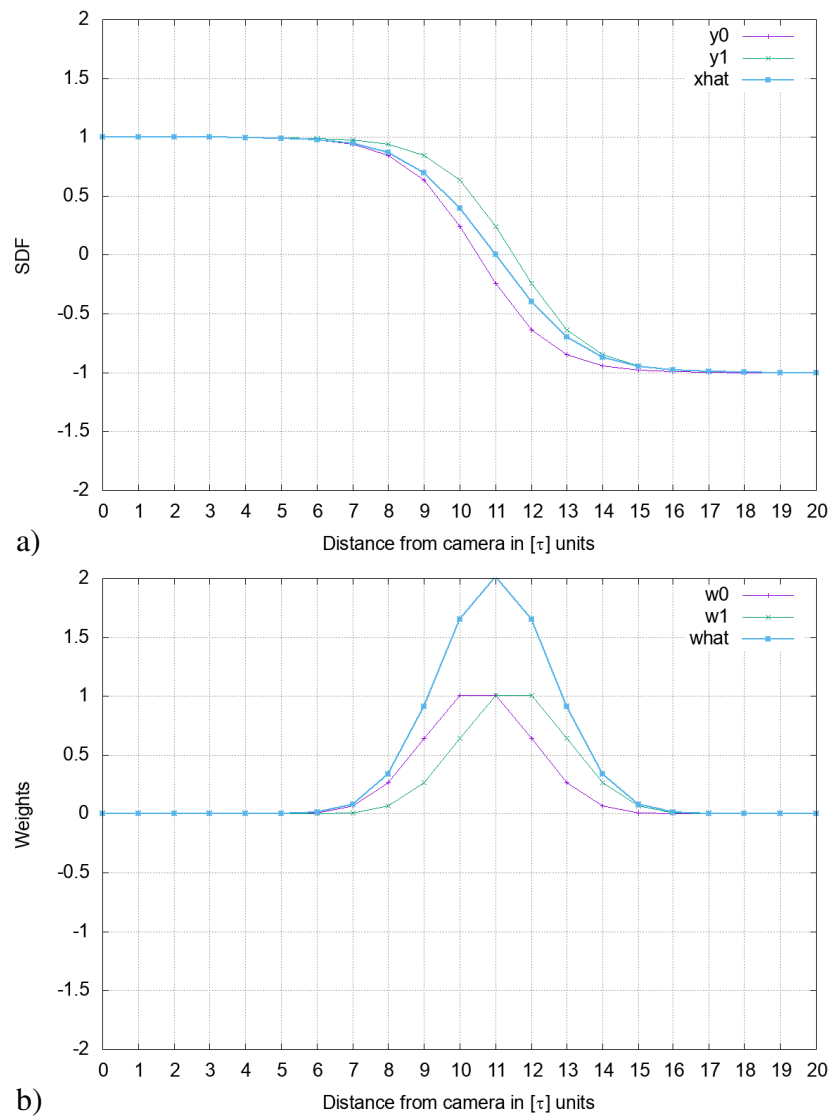 2
1.5
1
0.5
0
-0.5
-1
-1.5
-2
SDF
y0
y1
xhat
0 1 2 3 4 5 6 7 8 9 10 11 12 13 14 15 16 17 18 19 20
Distance from camera in [τ] units
a)
2
1.5
1
0.5
0
-0.5
-1
-1.5
-2
Weights
w0
w1
what
0 1 2 3 4 5 6 7 8 9 10 11 12 13 14 15 16 17 18 19 20
Distance from camera in [τ] units
b)